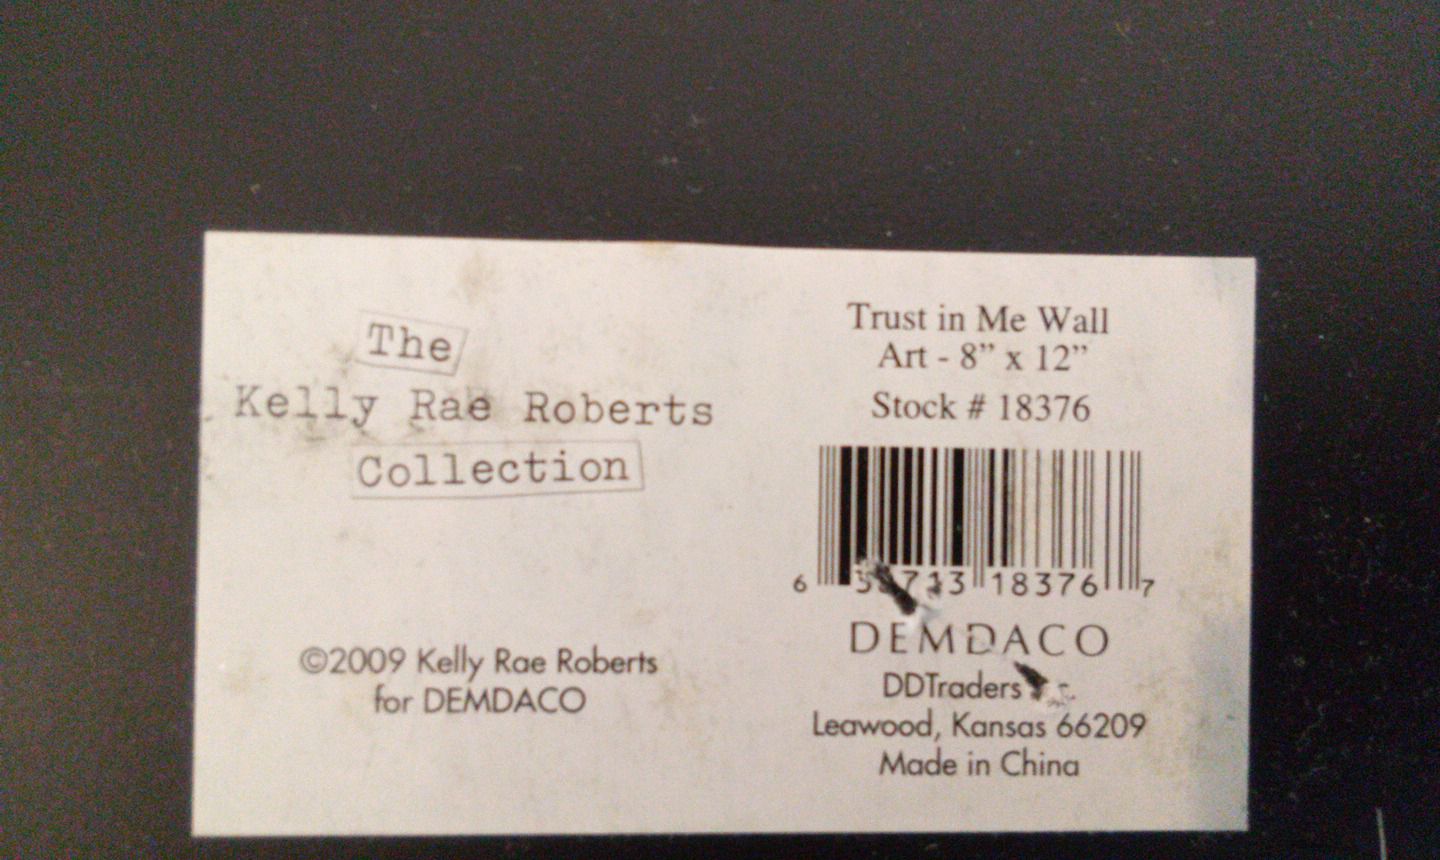 The
Kelly Rae Roberts
Collection
©2009 Kelly Rae Roberts
for DEMDACO
Trust in Me Wall
Art - 8” x 12”
Stock # 18376
6 18376 7
DEMDACO
DDTraders
Leawood, Kansas 66209
Made in China